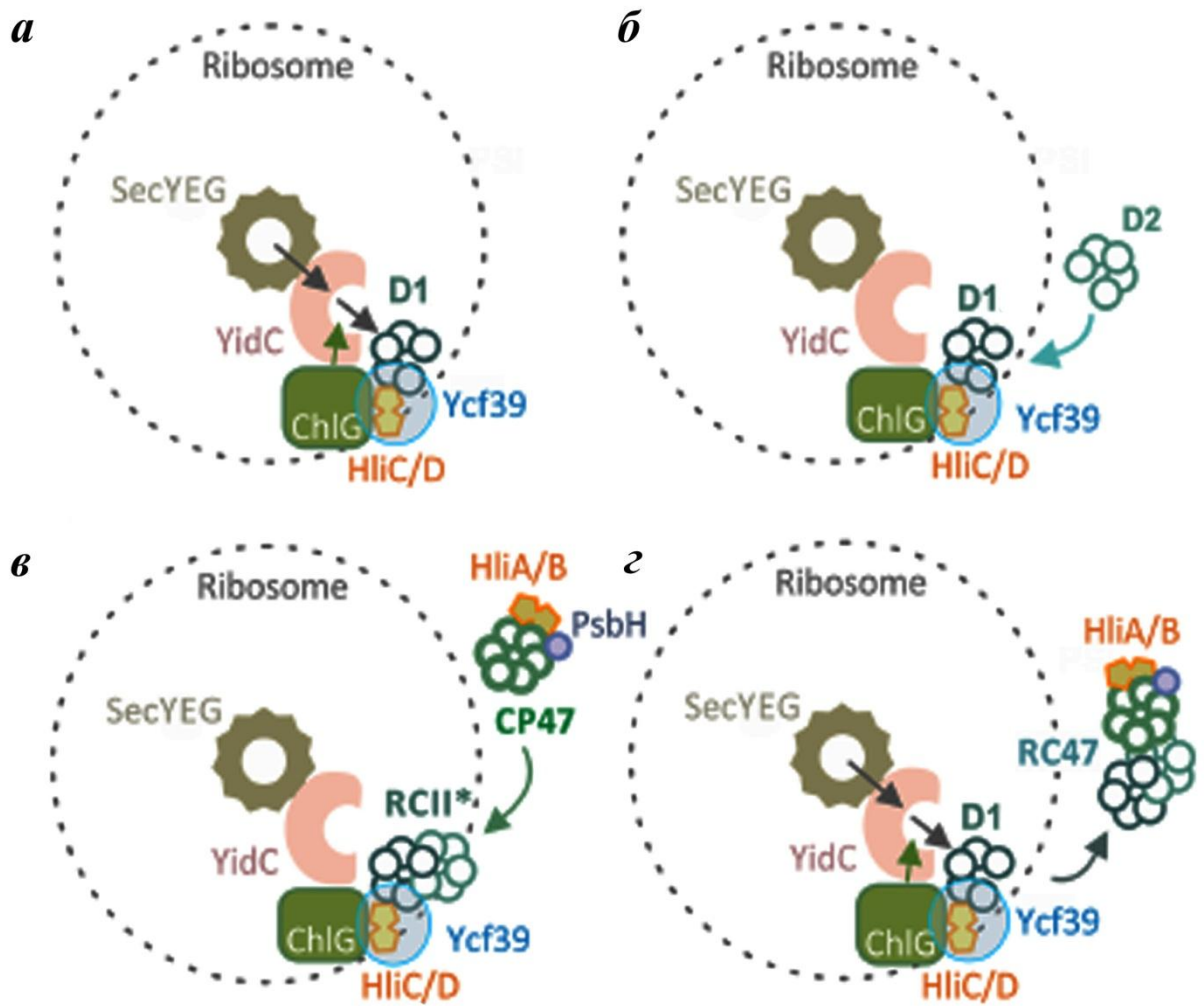 а
Ribosome
SecYEG
D1
YidC
ChlG
Ycf39
HliC/D
б
Ribosome
SecYEG
D2
D1
YidC
ChlG
Ycf39
HliC/D
в
Ribosome
HliA/B
PsbH
SecYEG
CP47
RCII*
YidC
ChlG
Ycf39
HliC/D
г
Ribosome
HliA/B
SecYEG
RC47
D1
YidC
ChlG
Ycf39
HliC/D